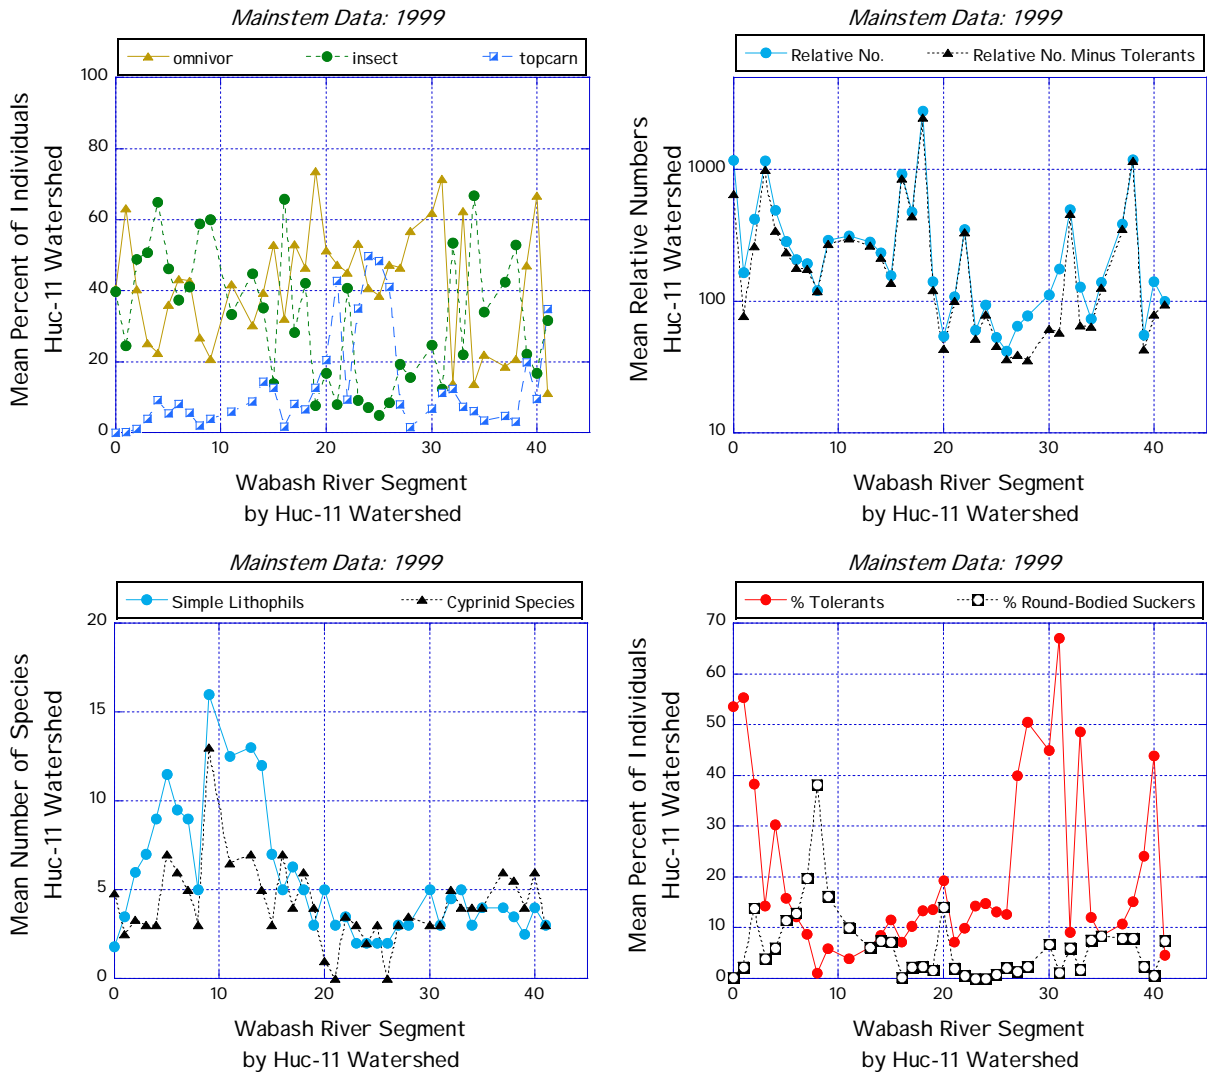 Mainstem Data: 1999
omnivor insect topcarn
100
80
60
40
20
0
0 10 20 30 40
Mean Percent of Individuals
Huc-11 Watershed
Wabash River Segment
by Huc-11 Watershed
Mainstem Data: 1999
Relative No. Relative No. Minus Tolerants
1000
100
10
0 10 20 30 40
Mean Relative Numbers
Huc-11 Watershed
Wabash River Segment
by Huc-11 Watershed
Mainstem Data: 1999
Simple Lithophils Cyprinid Species
20
15
10
5
0
0 10 20 30 40
Mean Number of Species
Huc-11 Watershed
Wabash River Segment
by Huc-11 Watershed
Mainstem Data: 1999
% Tolerants % Round-Bodied Suckers
70
60
50
40
30
20
10
0
0 10 20 30 40
Mean Percent of Individuals
Huc-11 Watershed
Wabash River Segment
by Huc-11 Watershed